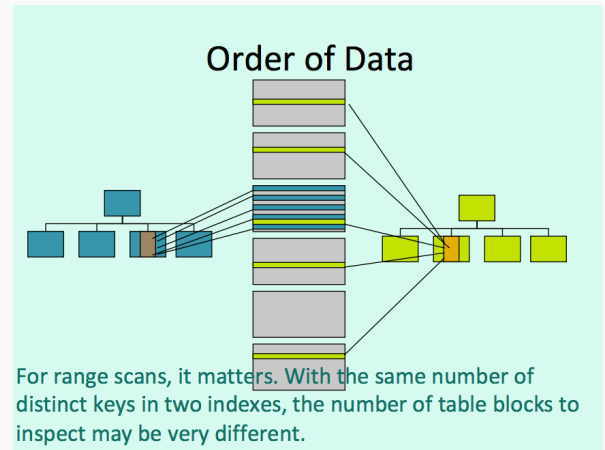 Order of Data
For range scans, it matters. With the same number of
distinct keys in two indexes, the number of table blocks to
inspect may be very different.